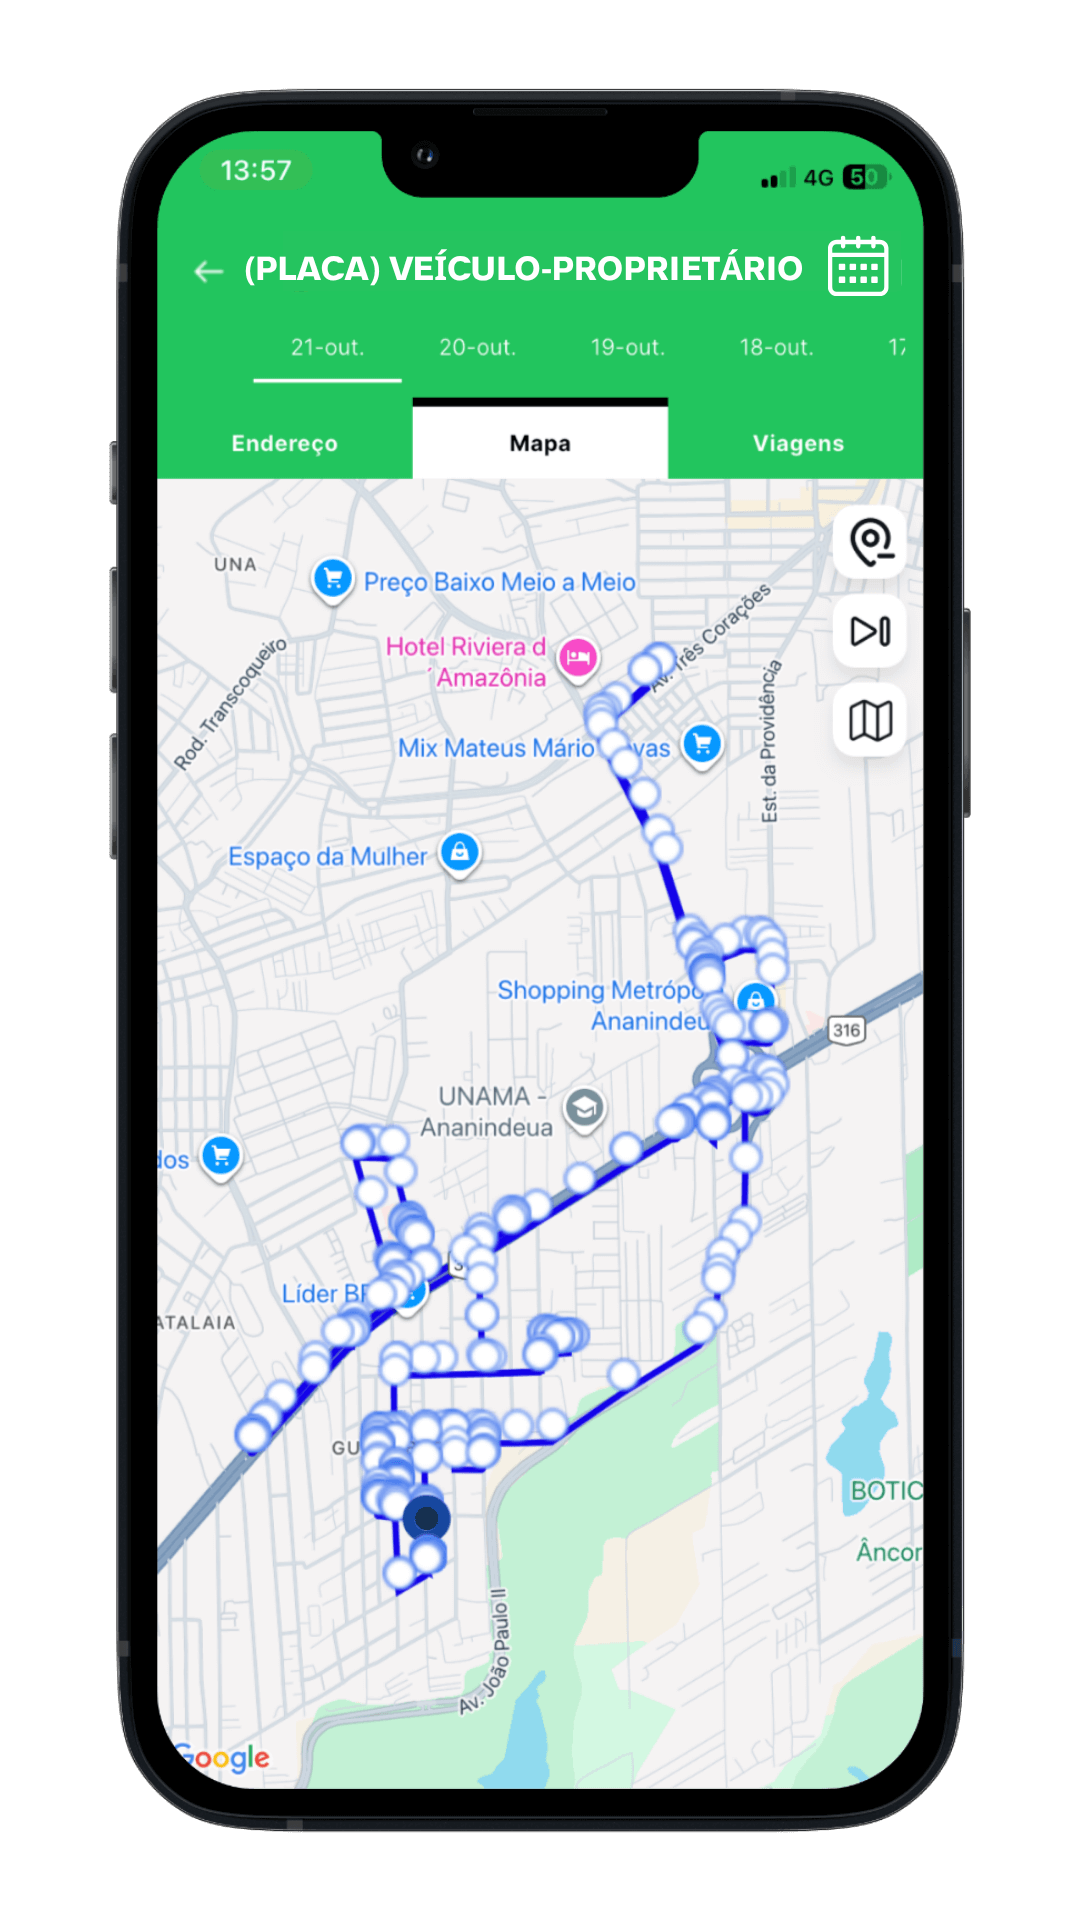 13:57
4G 50
(PLACA) VEÍCULO-PROPRIETÁRIO
21-out. 20-out. 19-out. 18-out. 17
Endereço Mapa Viagens
UNA
Preço Baixo Meio a Meio
Hotel Riviera d
´Amazônia
Av. Três Corações
Rod. Transcoqueiro
Est. da Providência
Mix Mateus Mário vas
Espaço da Mulher
Shopping Metrópo
Ananindeu
316
UNAMA -
Ananindeua
dos
Líder BR
ATALAIA
GU
BOTIC
Âncor
Av. João Paulo II
Google